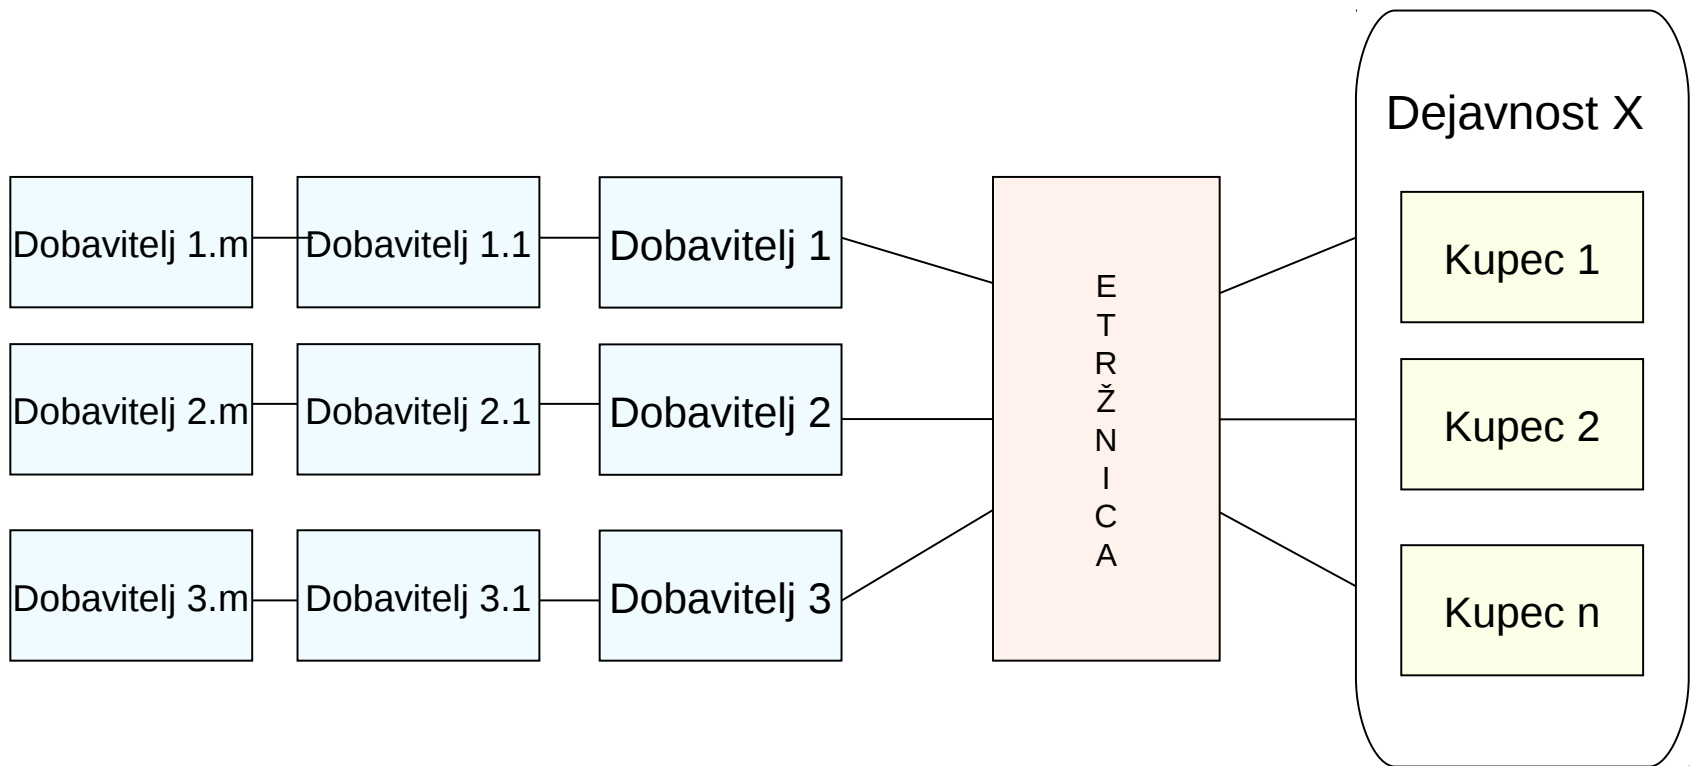 Dejavnost X
Dobavitelj 1.m
Dobavitelj 1.1
Dobavitelj 1
Kupec 1
Dobavitelj 2.m
Dobavitelj 2.1
Dobavitelj 2
Kupec 2
Dobavitelj 3.m
Dobavitelj 3.1
Dobavitelj 3
Kupec n
E
T
R
Ž
N
I
C
A